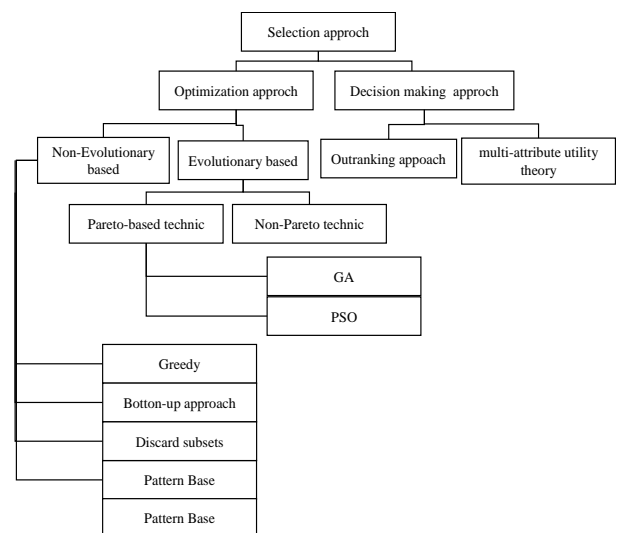 Selection approch
Optimization approch
Decision making approch
Non-Evolutionary
based
Evolutionary based
Outranking appoach
multi-attribute utility
theory
Pareto-based technic
Non-Pareto technic
GA
PSO
Greedy
Botton-up approach
Discard subsets
Pattern Base
Pattern Base